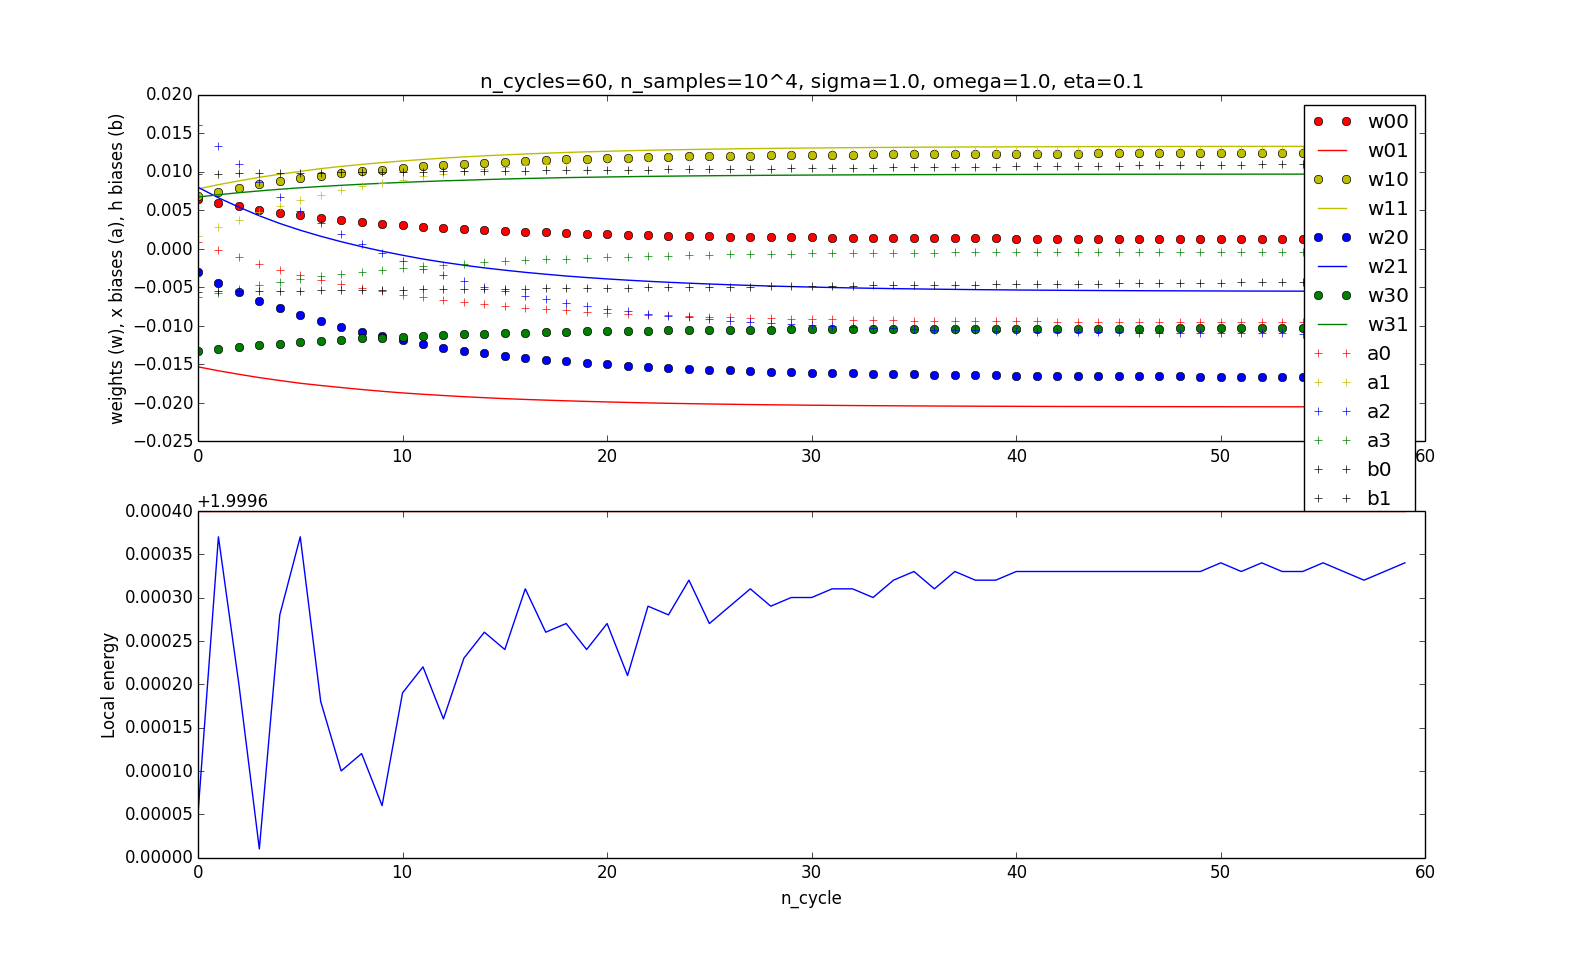 n_cycles=60, n_samples=10^4, sigma=1.0, omega=1.0, eta=0.1
weights (w), x biases (a), h biases (b)
0.020
0.015
0.010
0.005
0.000
−0.005
−0.010
−0.015
−0.020
−0.025
0
10
20
30
40
50
60
w00
w01
w10
w11
w20
w21
w30
w31
a0
a1
a2
a3
b0
b1
+1.9996
Local energy
0.00040
0.00035
0.00030
0.00025
0.00020
0.00015
0.00010
0.00005
0.00000
0
10
20
30
40
50
60
n_cycle